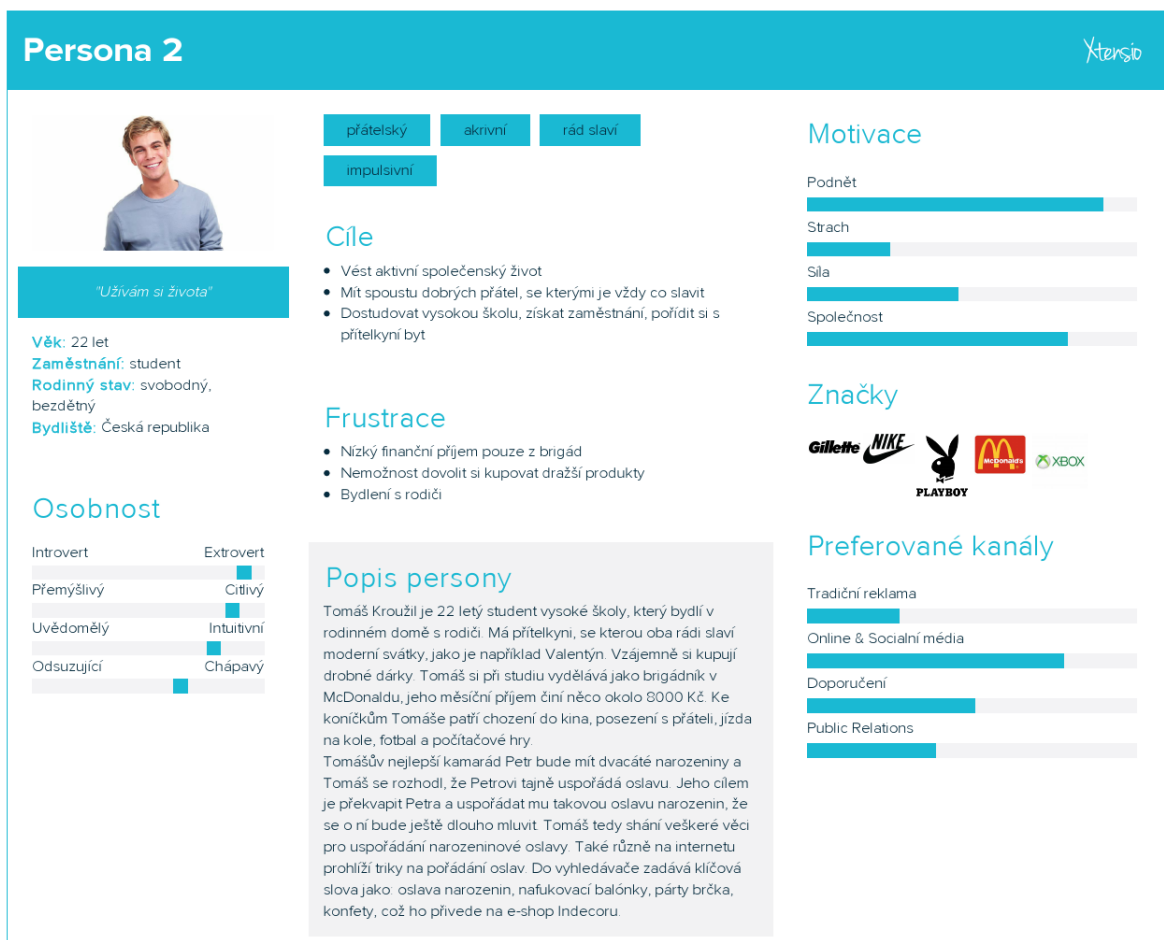 Persona 2
Xtensio
"Užívám si života"
Věk: 22 let
Zaměstnání: student
Rodinný stav: svobodný,
bezdětný
Bydliště: Česká republika
Osobnost
Introvert Extrovert
Přemýšlivý Citlivý
Uvědomělý Intuitivní
Odsuzující Chápavý
přátelský akrivní rád slaví
impulsivní
Cíle
Vést aktivní společenský život
Mít spoustu dobrých přátel, se kterými je vždy co slavit
Dostudovat vysokou školu, získat zaměstnání, pořídit si s
přítelkyní byt
Frustrace
Nízký finanční příjem pouze z brigád
Nemožnost dovolit si kupovat dražší produkty
Bydlení s rodiči
Popis persony
Tomáš Kroužil je 22 letý student vysoké školy, který bydlí v
rodinném domě s rodiči. Má přítelkyni, se kterou oba rádi slaví
moderní svátky, jako je například Valentýn. Vzájemně si kupují
drobné dárky. Tomáš si při studiu vydělává jako brigádník v
McDonaldu, jeho měsíční příjem činí něco okolo 8000 Kč. Ke
koníčkům Tomáše patří chození do kina, posezení s přáteli, jízda
na kole, fotbal a počítačové hry.
Tomášův nejlepší kamarád Petr bude mít dvacáté narozeniny a
Tomáš se rozhodl, že Petrovi tajně uspořádá oslavu. Jeho cílem
je překvapit Petra a uspořádat mu takovou oslavu narozenin, že
se o ní bude ještě dlouho mluvit. Tomáš tedy shání veškeré věci
pro uspořádání narozeninové oslavy. Také různě na internetu
prohlíží triky na pořádání oslav. Do vyhledávače zadává klíčová
slova jako: oslava narozenin, nafukovací balónky, párty brčka,
konfety, což ho přivede na e-shop Indecoru.
Motivace
Podnět
Strach
Síla
Společnost
Značky
Gillette NIKE PLAYBOY McDonald's XBOX
Preferované kanály
Tradiční reklama
Online & Socialní média
Doporučení
Public Relations